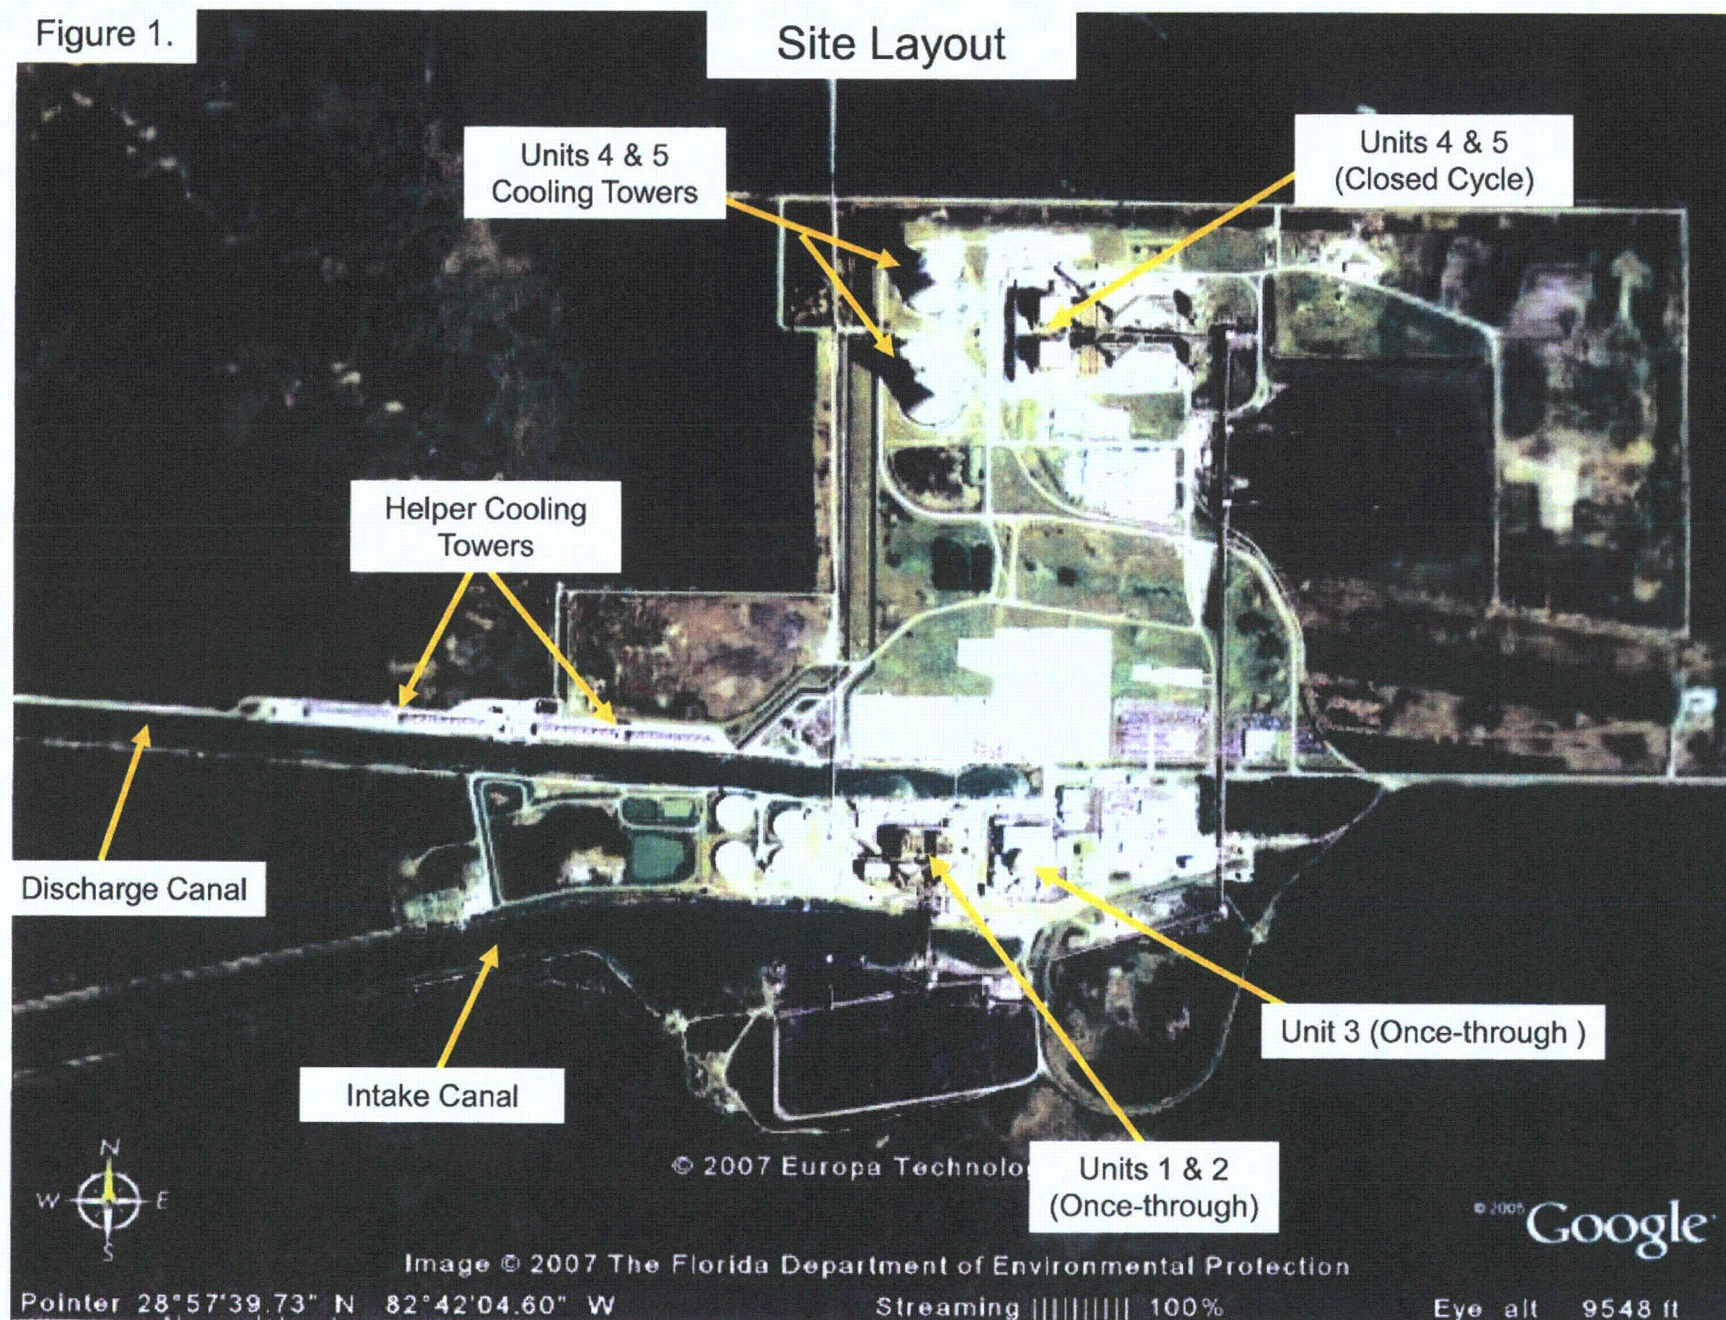 Figure 1.
Site Layout
Units 4 & 5
Cooling Towers
Units 4 & 5
(Closed Cycle)
Helper Cooling
Towers
Discharge Canal
Intake Canal
Unit 3 (Once-through )
Units 1 & 2
(Once-through)
N
W
E
S
© 2007 Europa Technolo
© 2005 Google
Image © 2007 The Florida Department of Environmental Protection
Pointer 28°57'39.73" N 82°42'04.60" W
Streaming |||||||||| 100%
Eye alt 9548 ft